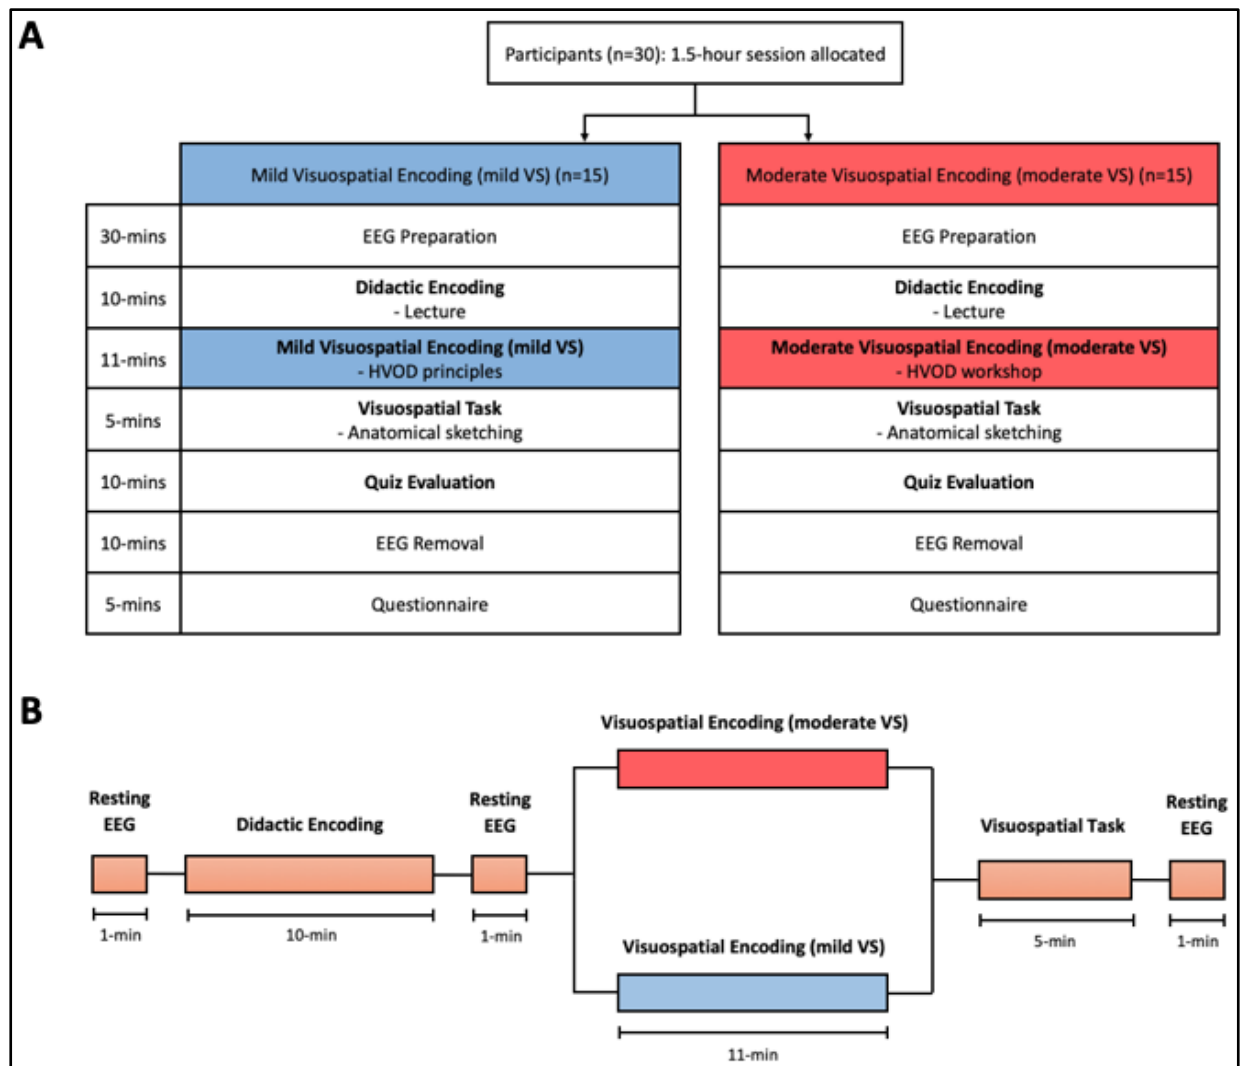 A
Participants (n=30): 1.5-hour session allocated
Mild Visuospatial Encoding (mild VS) (n=15)
Moderate Visuospatial Encoding (moderate VS) (n=15)
30-mins
EEG Preparation
EEG Preparation
10-mins
Didactic Encoding
- Lecture
Didactic Encoding
- Lecture
11-mins
Mild Visuospatial Encoding (mild VS)
- HVOD principles
Moderate Visuospatial Encoding (moderate VS)
- HVOD workshop
5-mins
Visuospatial Task
- Anatomical sketching
Visuospatial Task
- Anatomical sketching
10-mins
Quiz Evaluation
Quiz Evaluation
10-mins
EEG Removal
EEG Removal
5-mins
Questionnaire
Questionnaire
B
Resting
EEG
1-min
Didactic Encoding
10-min
Resting
EEG
1-min
Visuospatial Encoding (moderate VS)
Visuospatial Encoding (mild VS)
11-min
Visuospatial Task
5-min
Resting
EEG
1-min